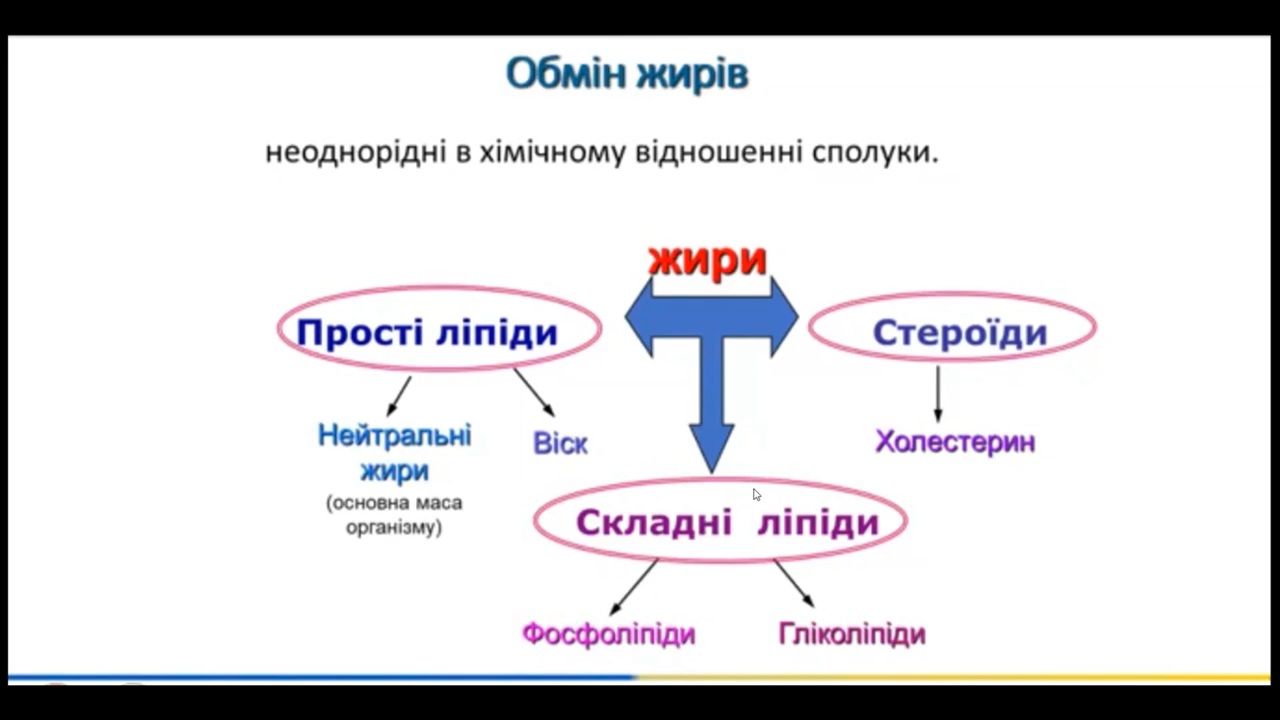 Обмін жирів
неоднорідні в хімічному відношенні сполуки.
жири
Прості ліпіди
Стероїди
Нейтральні
жири
(основна маса
організму)
Віск
Холестерин
Складні ліпіди
Фосфоліпіди
Гліколіпіди